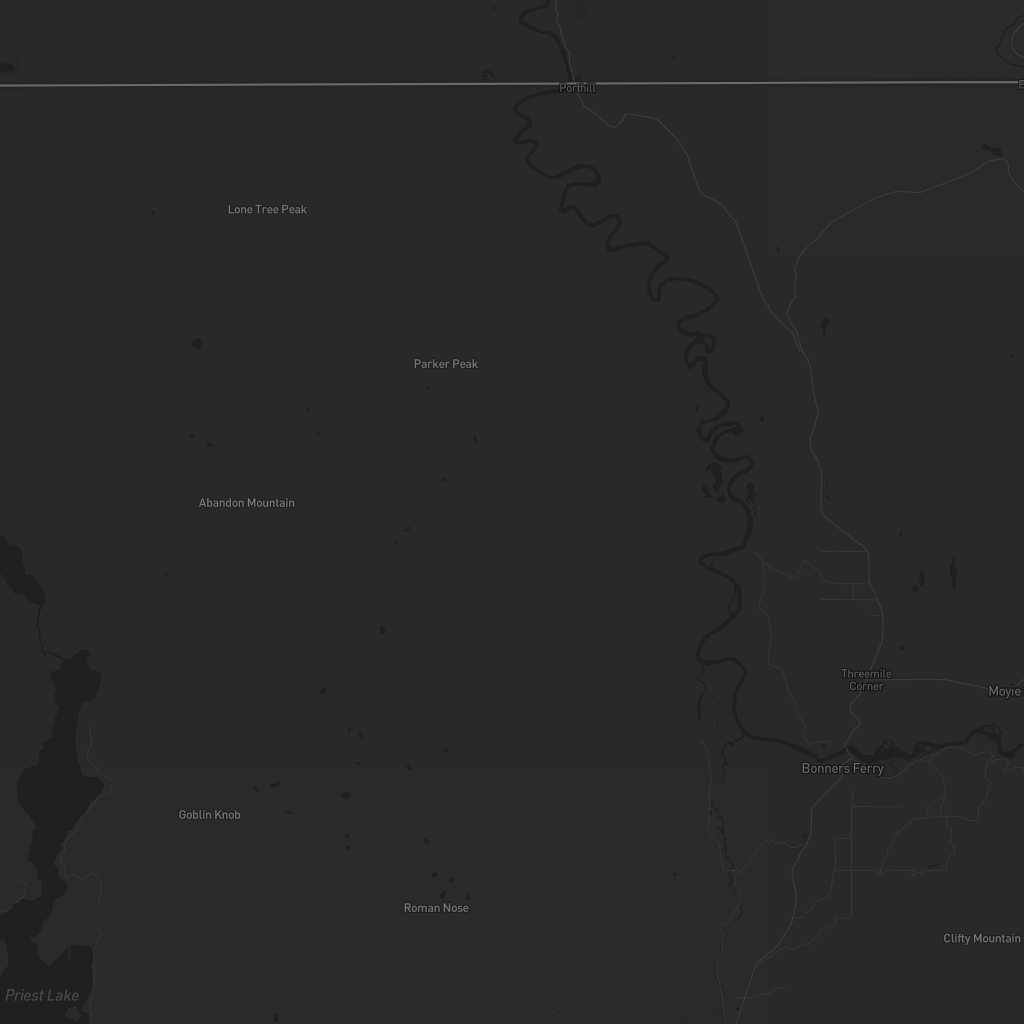 Porthill
E
Lone Tree Peak
Parker Peak
Abandon Mountain
Threemile
Corner
Moyie
Bonners Ferry
Goblin Knob
Roman Nose
Clifty Mountain
Priest Lake